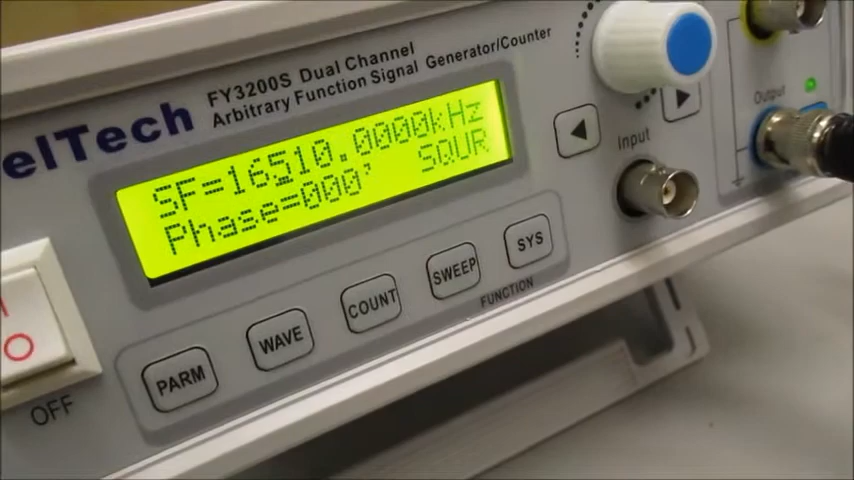 elTech
FY3200S Dual Channel
Arbitrary Function Signal Generator/Counter
SF=16510.0000kHz
Phase=000' SQUR
Input
Output
PARM
WAVE
COUNT
SWEEP
SYS
FUNCTION
OFF